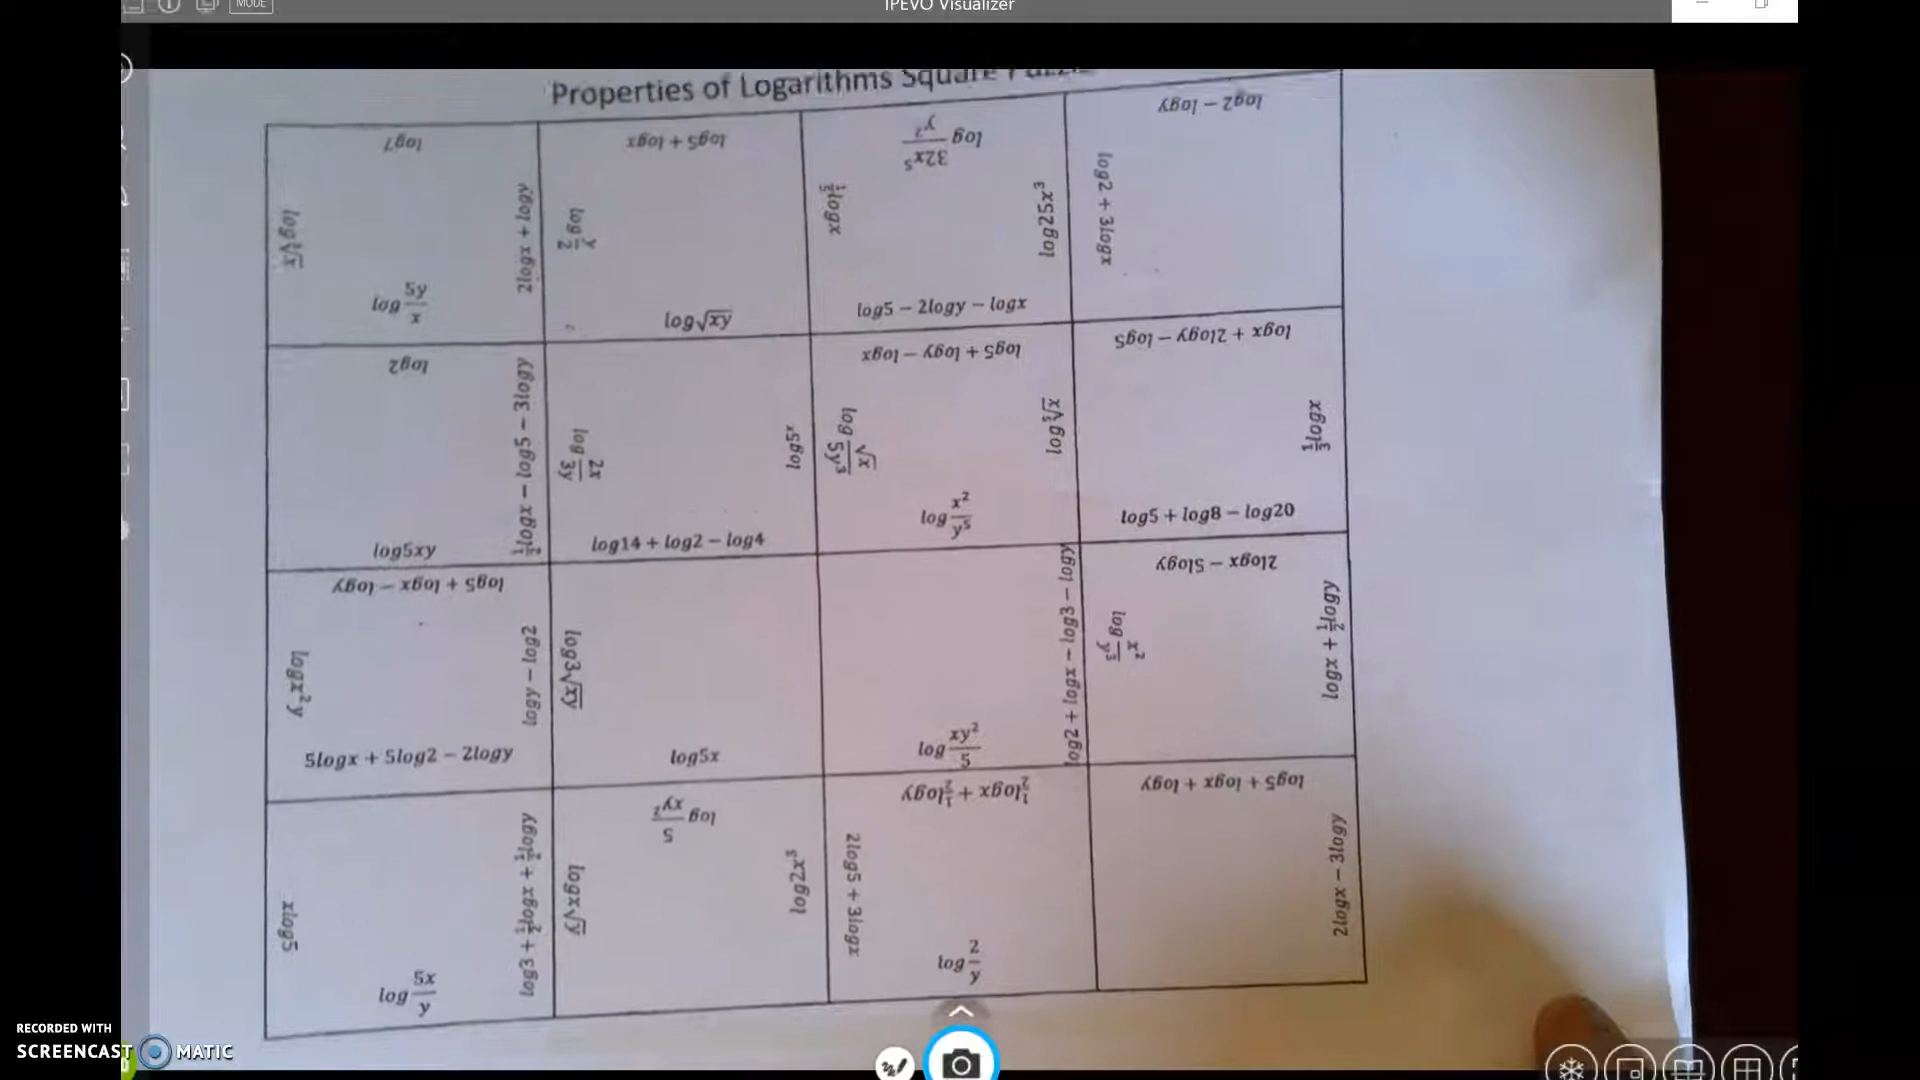 MODE
IPEVO Visualizer
Properties of Logarithms Square Puzzle
log7
log∛x
2logx + logy
log 5y/x
log5 + logx
log y/2
log√xy
log 32x⁵/y²
log25x³
log5 − 2logy − logx
log2 − logy
log2 + 3logx
log2
½logx − log5 − 3logy
log5xy
log 2x/3y
log5ˣ
log14 + log2 − log4
log5 + logy − logx
log √x/5y³
log⁵√x
log x²/y⁵
logx + 2logy − log5
⅓logx
log5 + log8 − log20
log5 + logx − logy
logx²y
logy − log2
5logx + 5log2 − 2logy
log3√xy
log5x
log2 + logx − log3 − logy
log xy²/5
2logx − 5logy
log x²/y³
logx + ½logy
xlog5
log3 + ½logx + ½logy
log 5x/y
log 5/xy²
logx√y
log2x³
½logx + ½logy
2log5 + 3logx
log 2/y
log5 + logx + logy
2logx − 3logy
RECORDED WITH
SCREENCAST MATIC